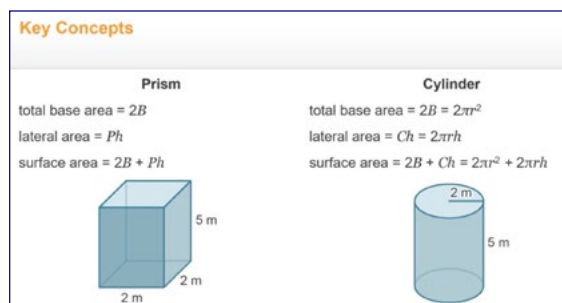 Key Concepts
Prism
total base area = 2B
lateral area = Ph
surface area = 2B + Ph
5 m
2 m
2 m
Cylinder
total base area = 2B = 2πr²
lateral area = Ch = 2πrh
surface area = 2B + Ch = 2πr² + 2πrh
2 m
5 m